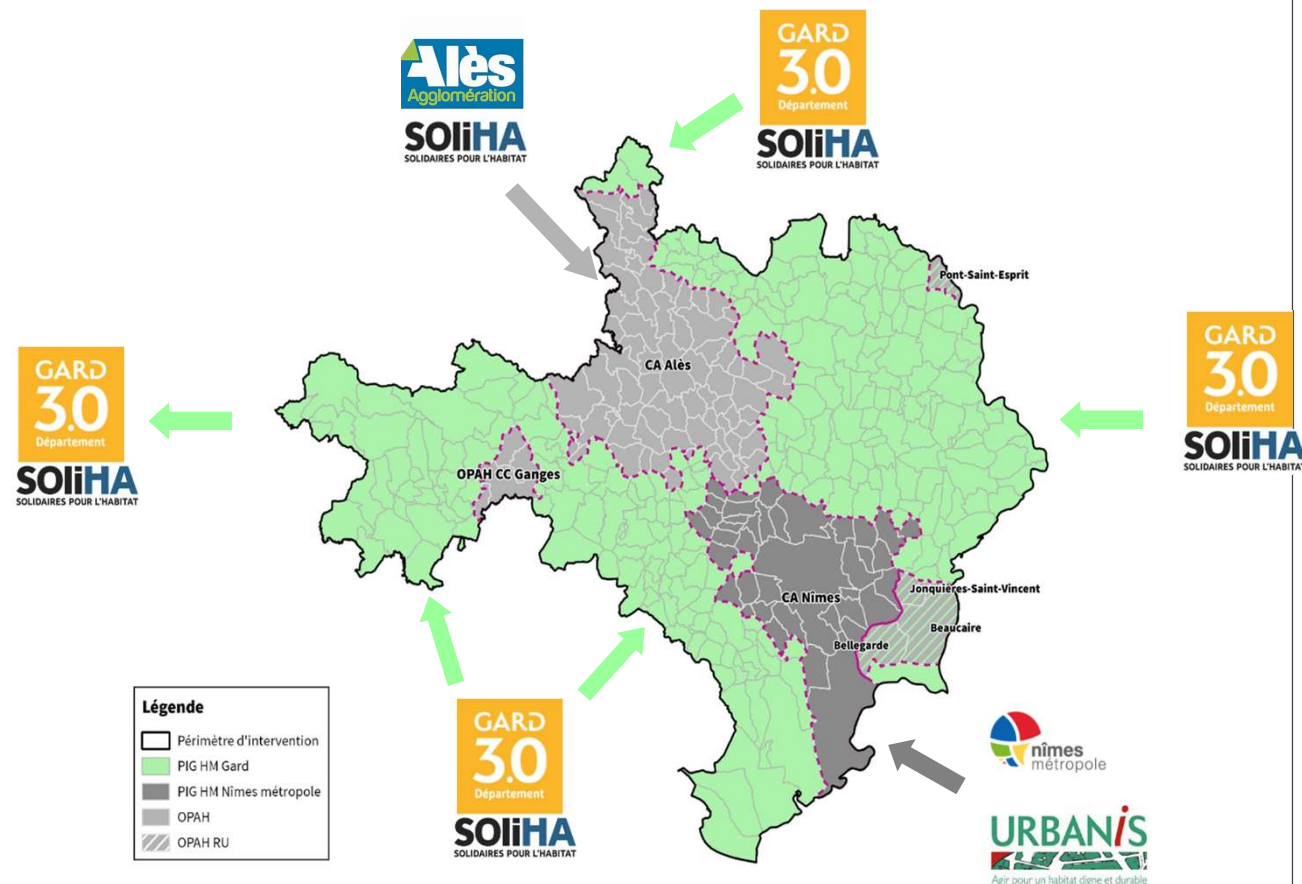 Alès
Agglomération
SOliHA
SOLIDAIRES POUR L'HABITAT
GARD
3.0
Département
SOliHA
SOLIDAIRES POUR L'HABITAT
Pont-Saint-Esprit
CA Alès
GARD
3.0
Département
SOliHA
SOLIDAIRES POUR L'HABITAT
GARD
3.0
Département
SOliHA
SOLIDAIRES POUR L'HABITAT
OPAH CC Ganges
CA Nimes
Jonquières-Saint-Vincent
Beaucaire
Bellegarde
Légende
Périmètre d'intervention
PIG HM Gard
PIG HM Nîmes métropole
OPAH
OPAH RU
GARD
3.0
Département
SOliHA
SOLIDAIRES POUR L'HABITAT
nîmes
métropole
URBANiS
Agir pour un habitat digne et durable